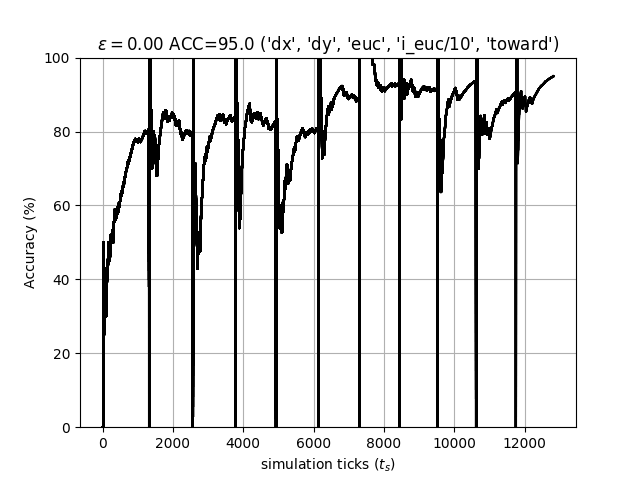 ε = 0.00 ACC=95.0 ('dx', 'dy', 'euc', 'i_euc/10', 'toward')
100
80
60
40
20
0
Accuracy (%)
0 2000 4000 6000 8000 10000 12000
simulation ticks (tₛ)